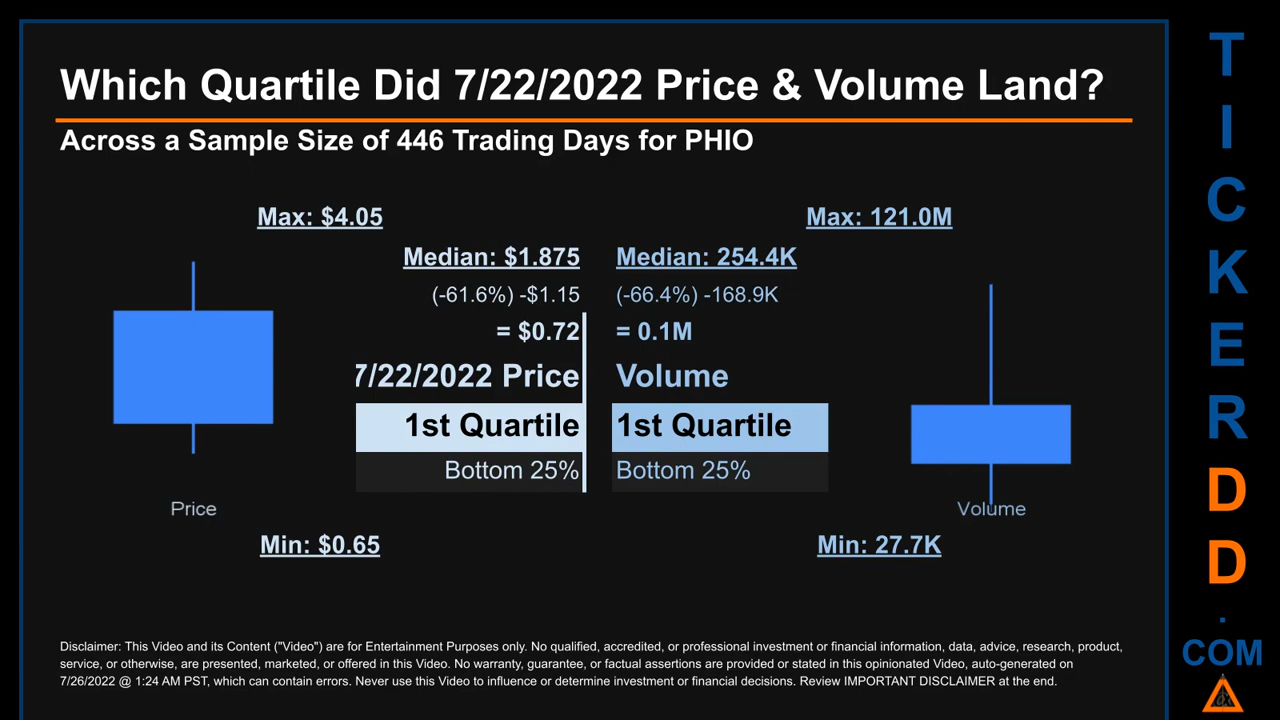 Which Quartile Did 7/22/2022 Price & Volume Land?
Across a Sample Size of 446 Trading Days for PHIO
Max: $4.05
Median: $1.875
(-61.6%) -$1.15
= $0.72
7/22/2022 Price
1st Quartile
Bottom 25%
Price
Min: $0.65
Max: 121.0M
Median: 254.4K
(-66.4%) -168.9K
= 0.1M
Volume
1st Quartile
Bottom 25%
Volume
Min: 27.7K
Disclaimer: This Video and its Content ("Video") are for Entertainment Purposes only. No qualified, accredited, or professional investment or financial information, data, advice, research, product,
service, or otherwise, are presented, marketed, or offered in this Video. No warranty, guarantee, or factual assertions are provided or stated in this opinionated Video, auto-generated on
7/26/2022 @ 1:24 AM PST, which can contain errors. Never use this Video to influence or determine investment or financial decisions. Review IMPORTANT DISCLAIMER at the end.
TICKERDD
.
COM